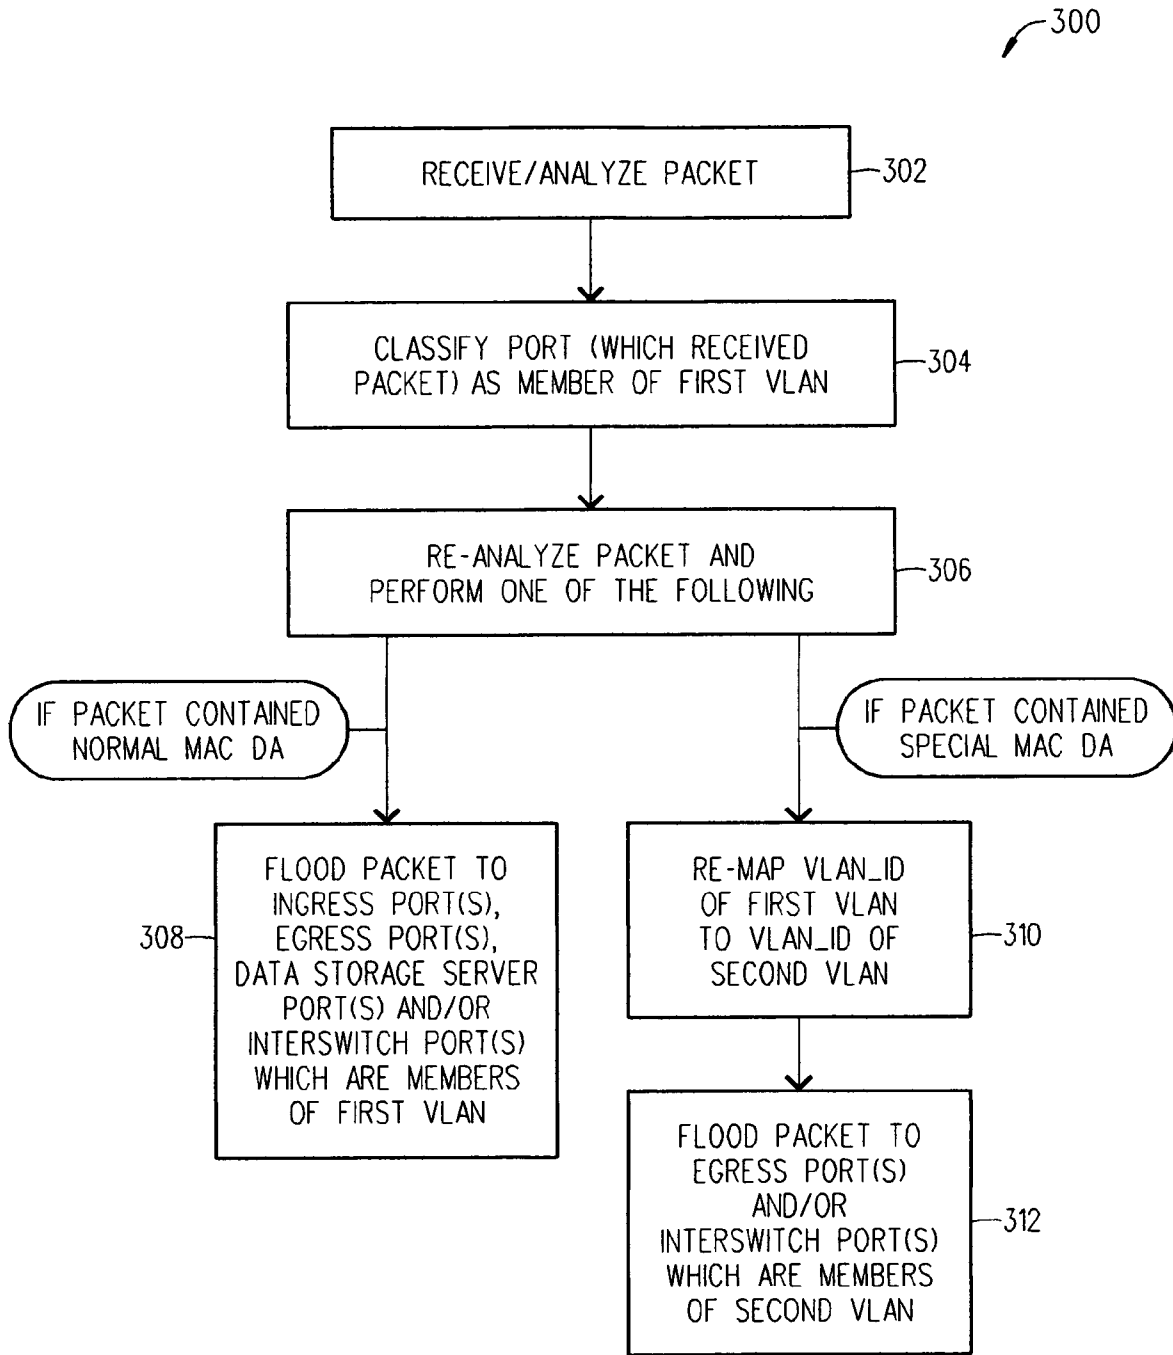 300
RECEIVE/ANALYZE PACKET
302
CLASSIFY PORT (WHICH RECEIVED
PACKET) AS MEMBER OF FIRST VLAN
304
RE-ANALYZE PACKET AND
PERFORM ONE OF THE FOLLOWING
306
IF PACKET CONTAINED
NORMAL MAC DA
IF PACKET CONTAINED
SPECIAL MAC DA
308
FLOOD PACKET TO
INGRESS PORT(S),
EGRESS PORT(S),
DATA STORAGE SERVER
PORT(S) AND/OR
INTERSWITCH PORT(S)
WHICH ARE MEMBERS
OF FIRST VLAN
RE-MAP VLAN_ID
OF FIRST VLAN
TO VLAN_ID OF
SECOND VLAN
310
FLOOD PACKET TO
EGRESS PORT(S)
AND/OR
INTERSWITCH PORT(S)
WHICH ARE MEMBERS
OF SECOND VLAN
312